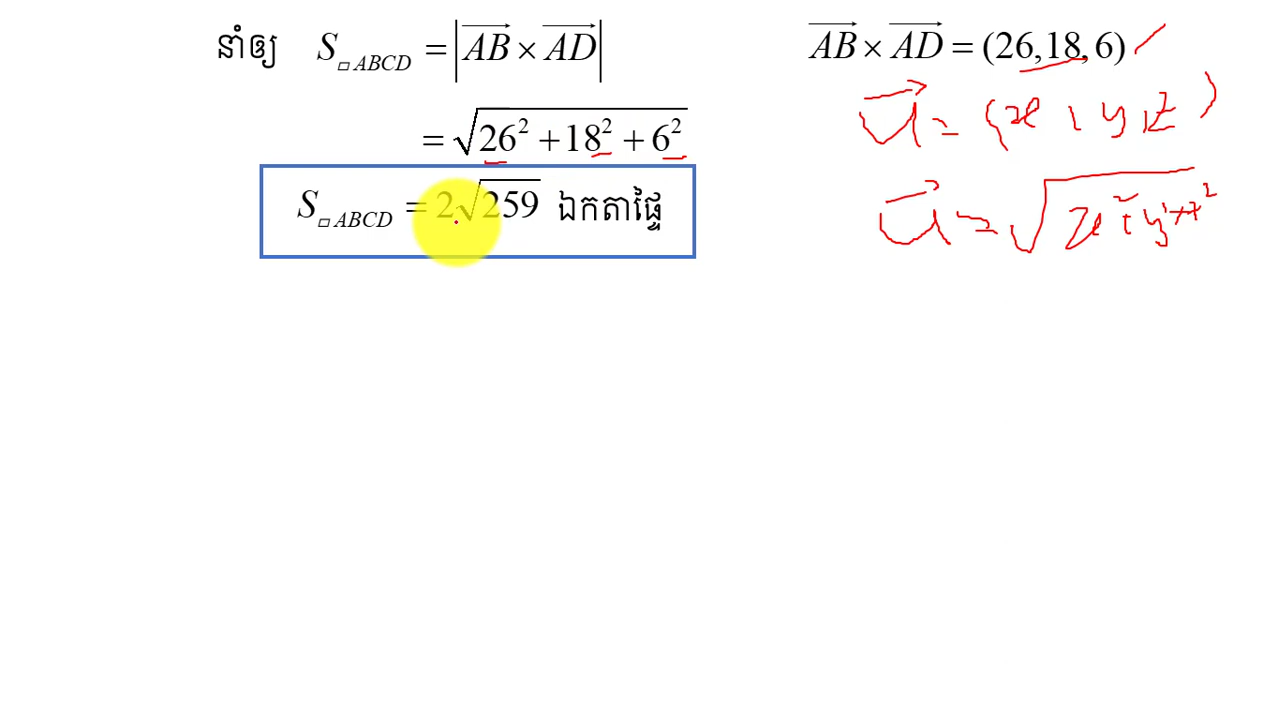 នាំឲ្យ S□ABCD = |AB × AD|
= √26² + 18² + 6²
S□ABCD = 2√259 ឯកតាផ្ទៃ
AB × AD = (26,18,6)
u = (x, y, z)
u = √x² + y² + z²